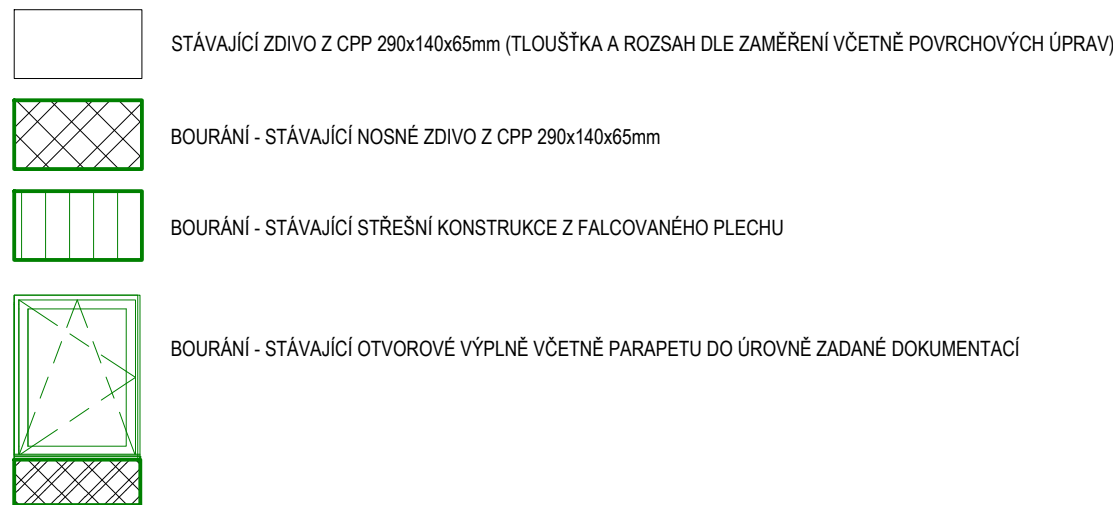 STÁVAJÍCÍ ZDIVO Z CPP 290x140x65mm (TLOUŠŤKA A ROZSAH DLE ZAMĚŘENÍ VČETNĚ POVRCHOVÝCH ÚPRAV)
BOURÁNÍ - STÁVAJÍCÍ NOSNÉ ZDIVO Z CPP 290x140x65mm
BOURÁNÍ - STÁVAJÍCÍ STŘEŠNÍ KONSTRUKCE Z FALCOVANÉHO PLECHU
BOURÁNÍ - STÁVAJÍCÍ OTVOROVÉ VÝPLNĚ VČETNĚ PARAPETU DO ÚROVNĚ ZADANÉ DOKUMENTACÍ